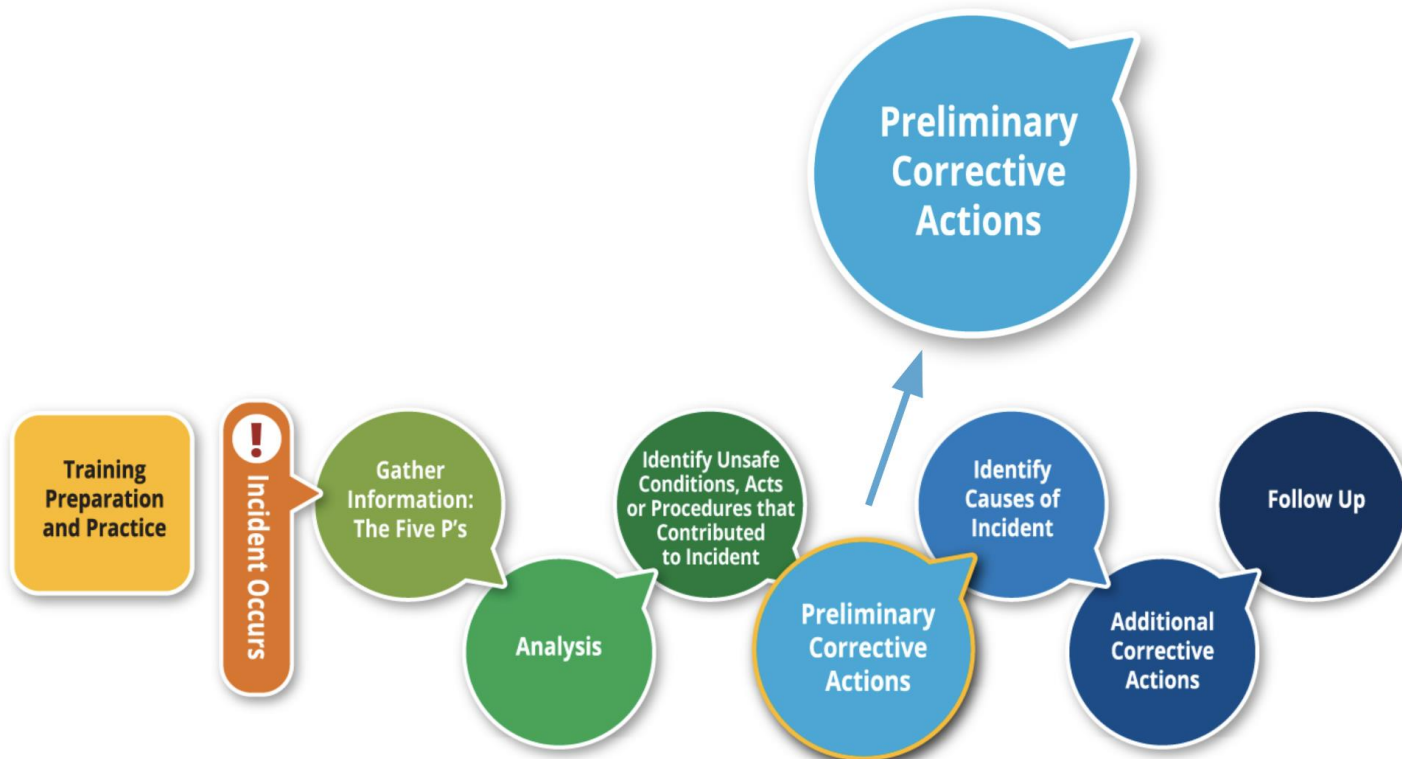 Preliminary
Corrective
Actions
Training
Preparation
and Practice
!
Incident Occurs
Gather
Information:
The Five P's
Analysis
Identify Unsafe
Conditions, Acts
or Procedures that
Contributed
to Incident
Preliminary
Corrective
Actions
Identify
Causes of
Incident
Additional
Corrective
Actions
Follow Up